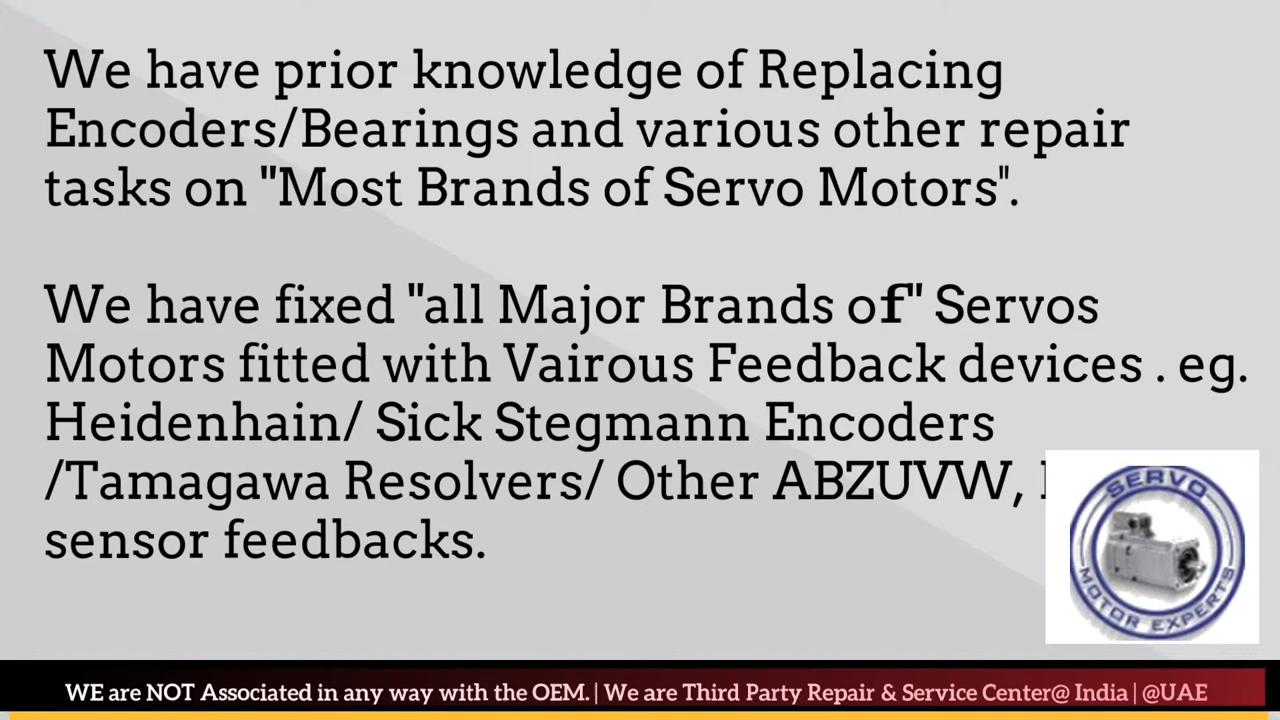 We have prior knowledge of Replacing
Encoders/Bearings and various other repair
tasks on "Most Brands of Servo Motors".
We have fixed "all Major Brands of" Servos
Motors fitted with Vairous Feedback devices . eg.
Heidenhain/ Sick Stegmann Encoders
/Tamagawa Resolvers/ Other ABZUVW,
sensor feedbacks.
SERVO
MOTOR EXPERTS
WE are NOT Associated in any way with the OEM. | We are Third Party Repair & Service Center@ India | @UAE